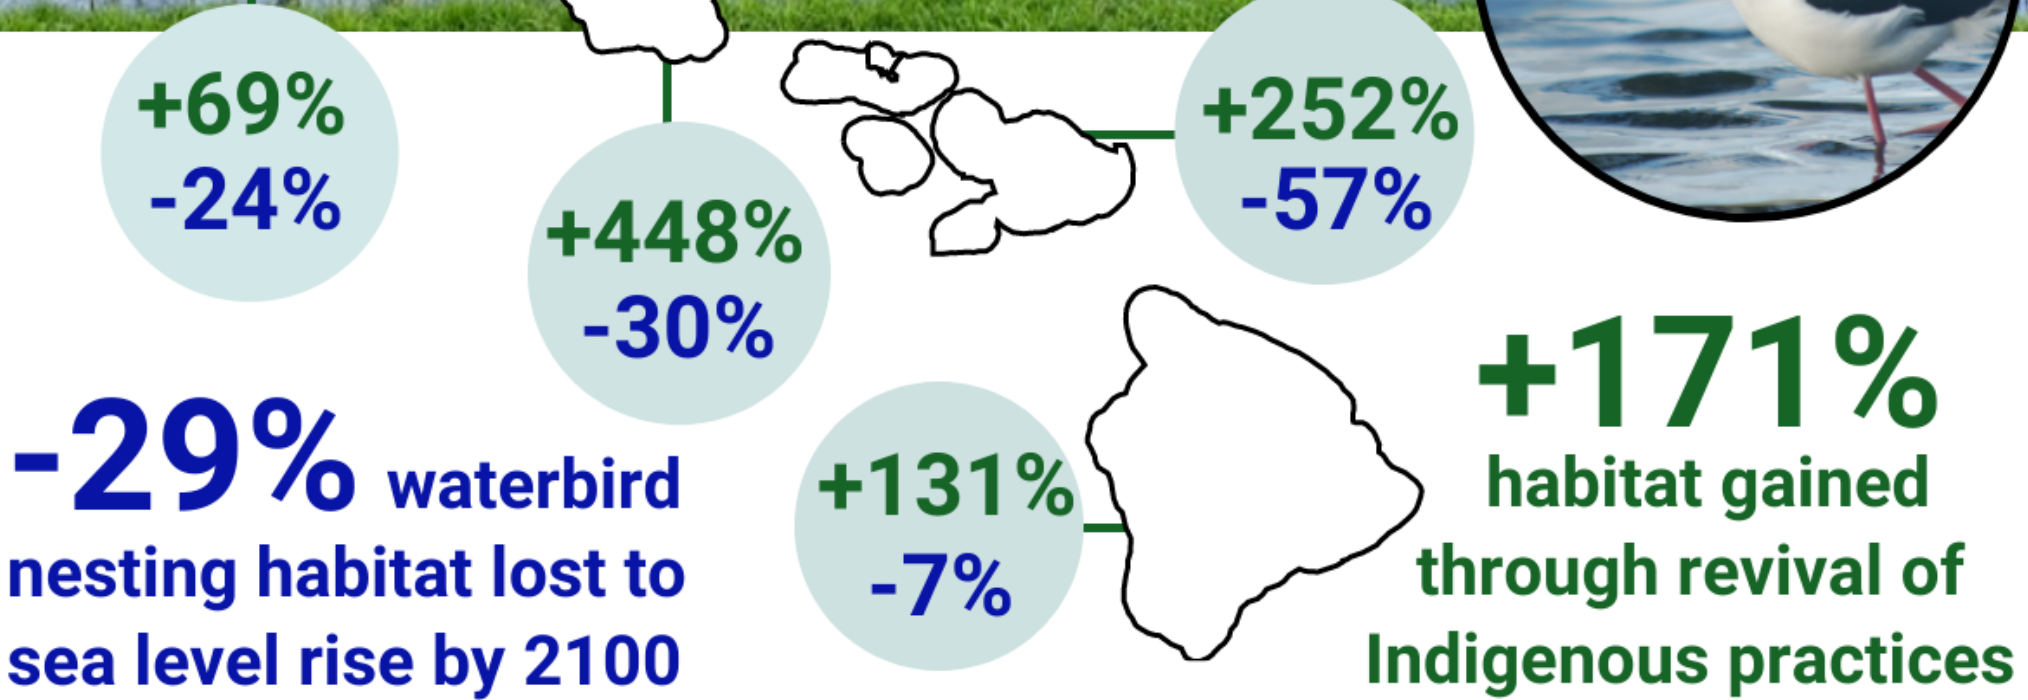 +69%
-24%
+448%
-30%
+252%
-57%
+131%
-7%
-29% waterbird
nesting habitat lost to
sea level rise by 2100
+171%
habitat gained
through revival of
Indigenous practices